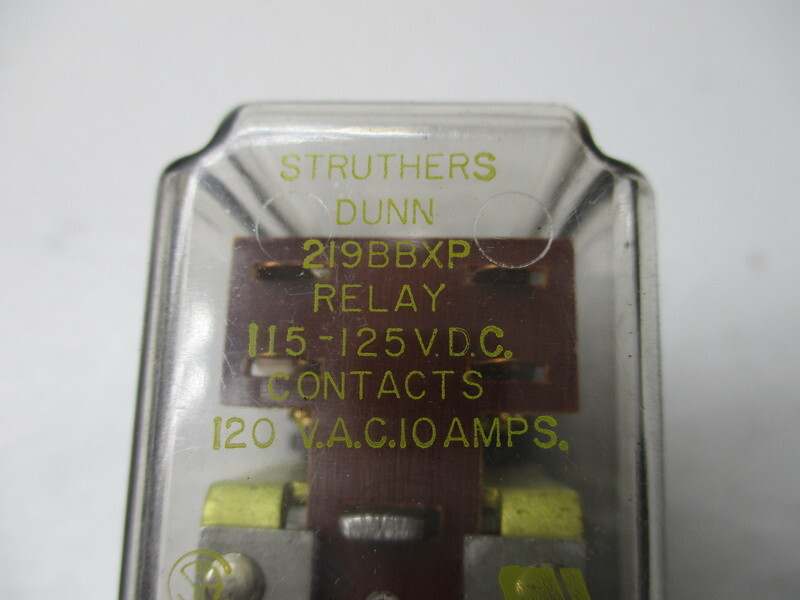 STRUTHERS
DUNN
219BBXP
RELAY
115-125V.D.C.
CONTACTS
120 V.A.C.10AMPS.